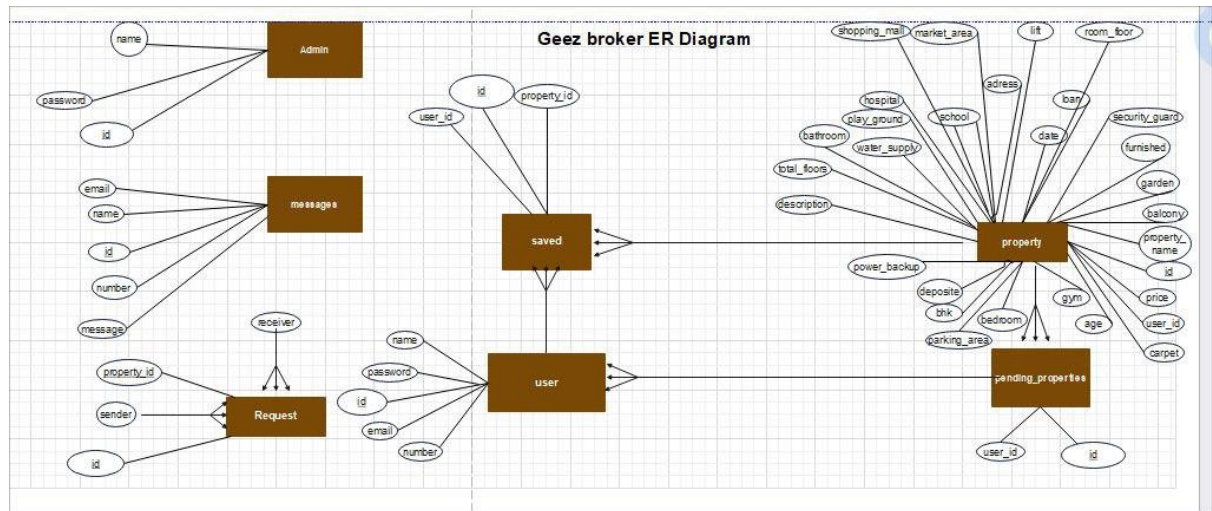 Geez broker ER Diagram
name
Admin
password
id
email
name
messages
id
number
message
receiver
property_id
sender
Request
id
id
property_id
user_id
saved
name
password
id
email
number
user
shopping_mall
market_area
lift
room_floor
adress
hospital
loan
play_ground
school
security_guard
bathroom
date
water_supply
furnished
total_floors
garden
description
balcony
property
property_
name
power_backup
id
deposite
gym
price
bhk
bedroom
age
user_id
parking_area
carpet
pending_properties
user_id
id